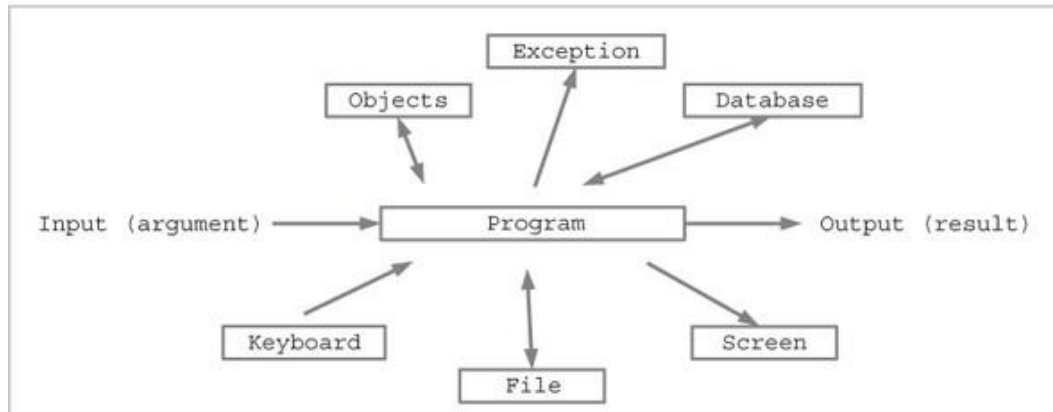 Exception
Objects
Database
Input (argument)
Program
Output (result)
Keyboard
Screen
File